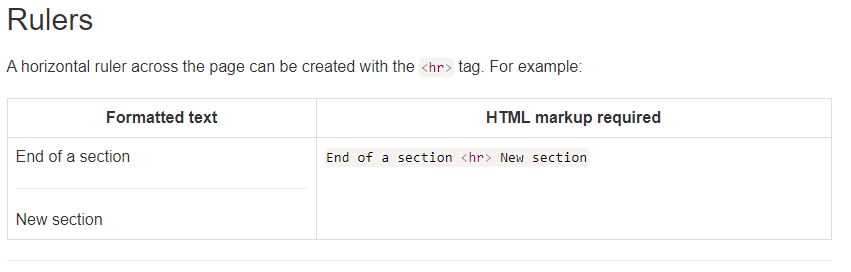 Rulers
A horizontal ruler across the page can be created with the <hr> tag. For example:
Formatted text HTML markup required
End of a section End of a section <hr> New section
New section